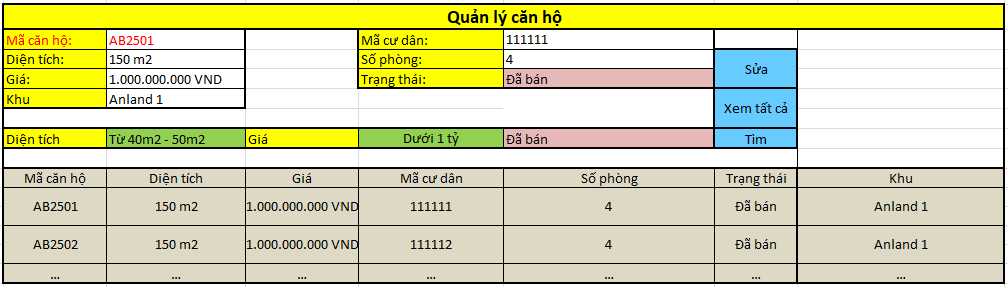 Quản lý căn hộ
Mã căn hộ: AB2501 Mã cư dân: 111111
Diện tích: 150 m2 Số phòng: 4
Sửa
Giá: 1.000.000.000 VND Trạng thái: Đã bán
Khu Anland 1
Xem tất cả
Diện tích Từ 40m2 - 50m2 Giá Dưới 1 tỷ Đã bán Tìm
Mã căn hộ Diện tích Giá Mã cư dân Số phòng Trạng thái Khu
AB2501 150 m2 1.000.000.000 VND 111111 4 Đã bán Anland 1
AB2502 150 m2 1.000.000.000 VND 111112 4 Đã bán Anland 1
... ... ... ... ... ... ...